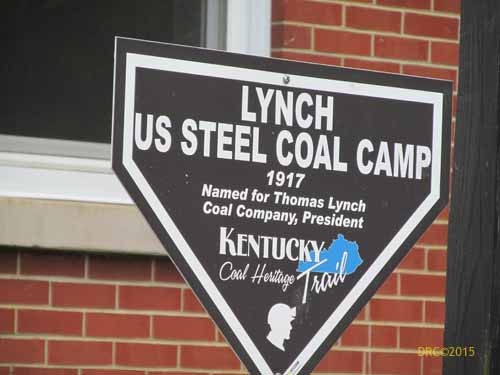 LYNCH
US STEEL COAL CAMP
1917
Named for Thomas Lynch
Coal Company, President
KENTUCKY
Coal Heritage
Trail
DRC©2015